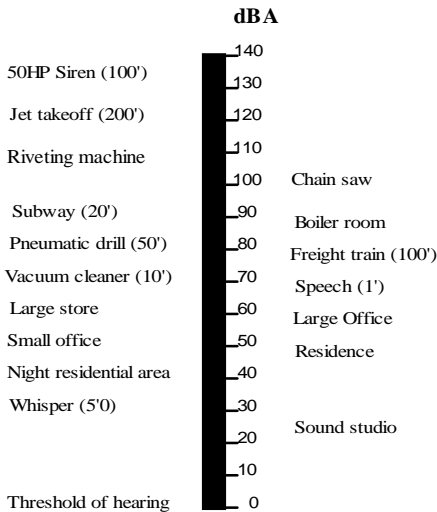 dBA
140
50HP Siren (100')
130
Jet takeoff (200')
120
110
Riveting machine
100
Chain saw
Subway (20')
90
Boiler room
Pneumatic drill (50')
80
Freight train (100')
Vacuum cleaner (10')
70
Speech (1')
Large store
60
Large Office
Small office
50
Residence
Night residential area
40
Whisper (5'0)
30
Sound studio
20
10
Threshold of hearing
0